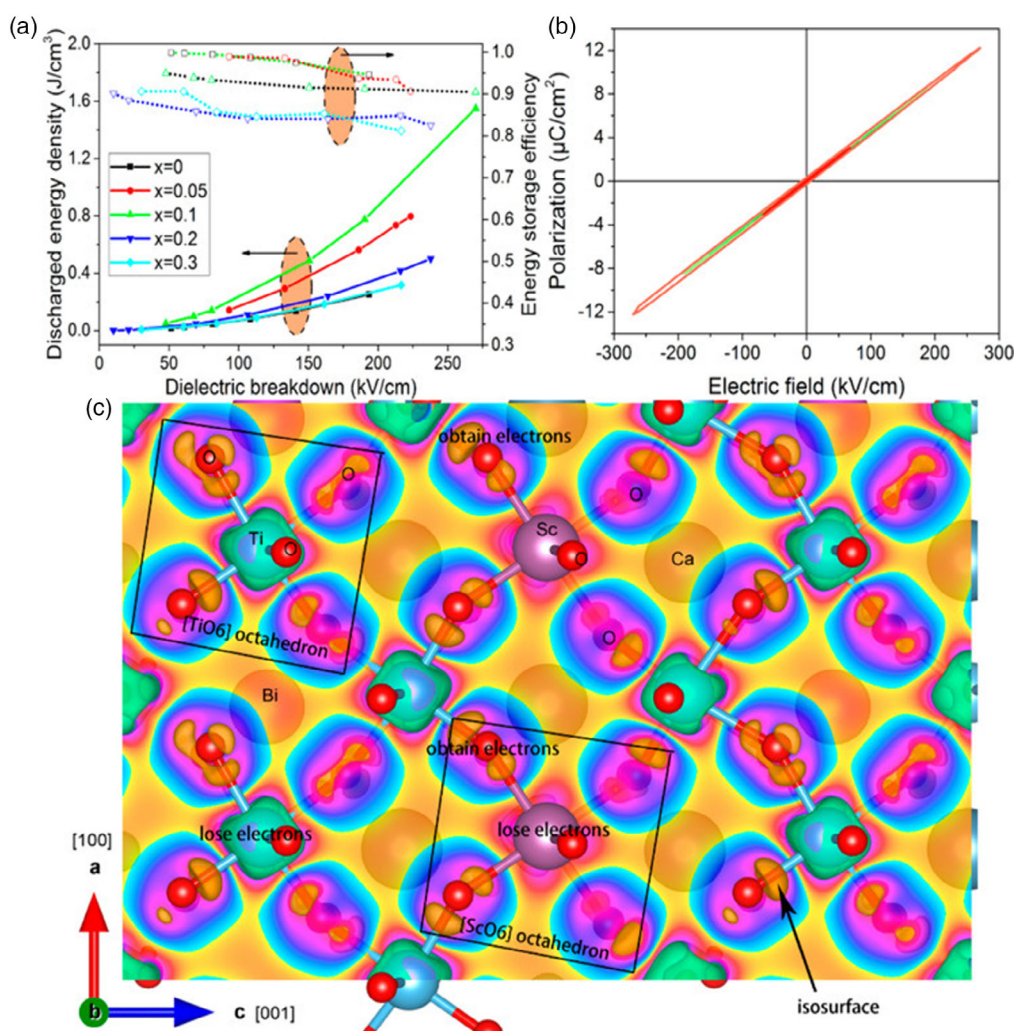 (a)
Discharged energy density (J/cm³)
2.0
1.6
1.2
0.8
0.4
0.0
x=0
x=0.05
x=0.1
x=0.2
x=0.3
1.0
0.9
0.8
0.7
0.6
0.5
0.4
0.3
Energy storage efficiency
0 50 100 150 200 250
Dielectric breakdown (kV/cm)
(b)
Polarization (μC/cm²)
12
8
4
0
-4
-8
-12
-300 -200 -100 0 100 200 300
Electric field (kV/cm)
(c)
obtain electrons
O
O
O
Ti
O
Sc
O
Ca
[TiO6] octahedron
O
Bi
obtain electrons
lose electrons
lose electrons
[100]
a
[ScO6] octahedron
b
c [001]
isosurface